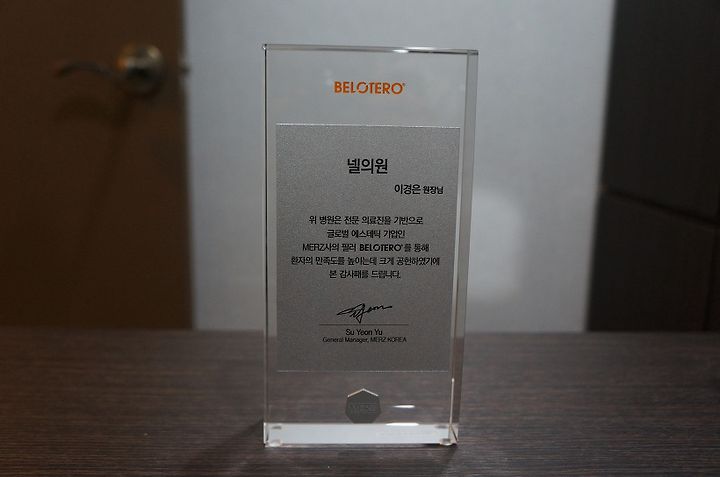 BELOTERO®
넬의원
이경은 원장님
위 병원은 전문 의료진을 기반으로
글로벌 에스테틱 기업인
MERZ사의 필러 BELOTERO®를 통해
환자의 만족도를 높이는데 크게 공헌하였기에
본 감사패를 드립니다.
Su Yeon Yu
General Manager, MERZ KOREA